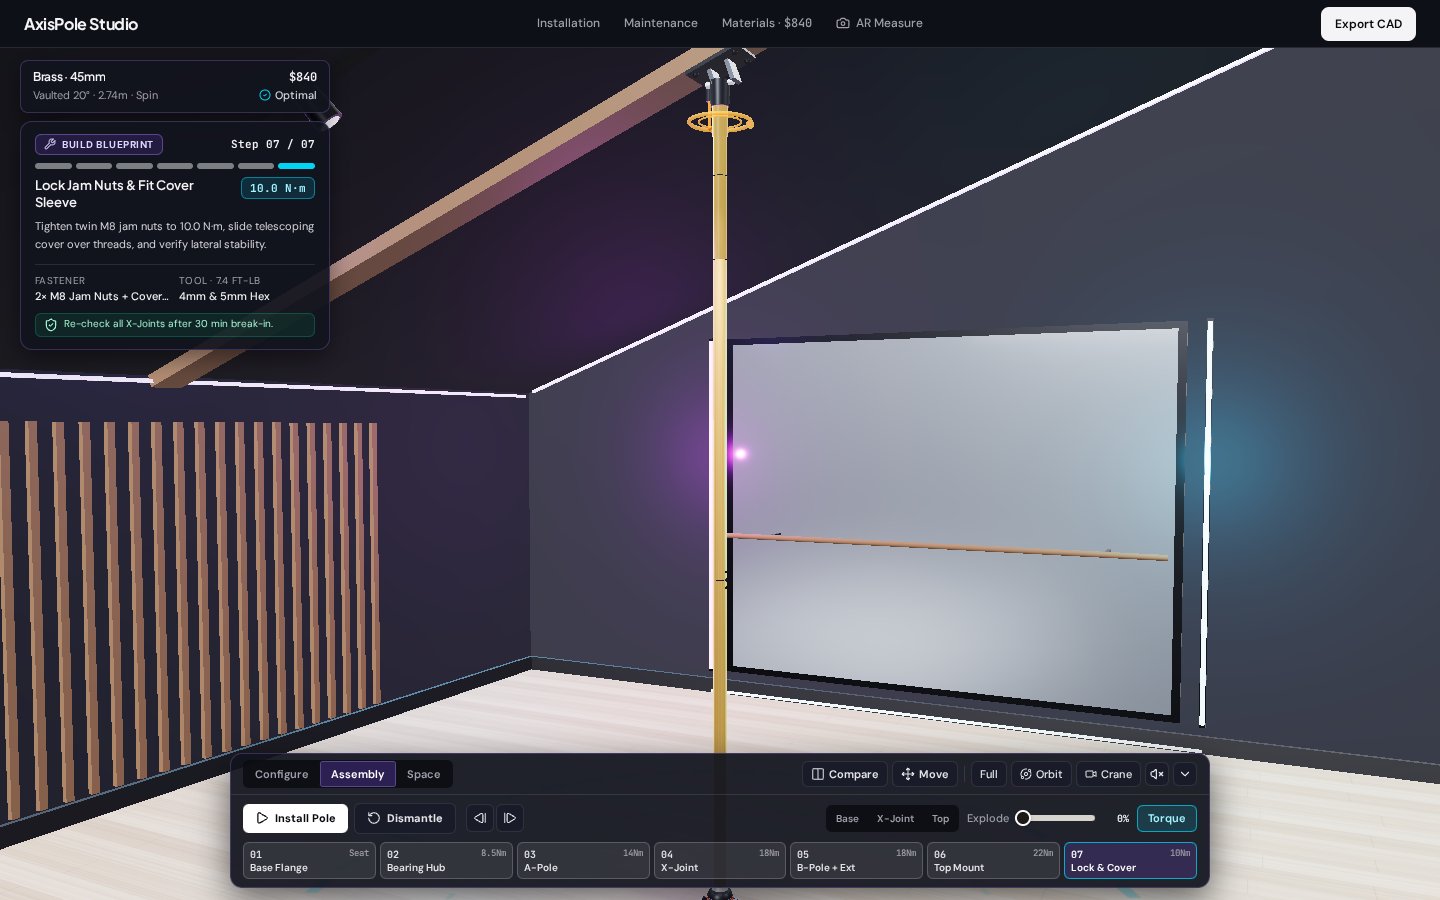 AxisPole Studio
Installation
Maintenance
Materials · $840
AR Measure
Export CAD
Brass · 45mm
$840
Vaulted 20° · 2.74m · Spin
Optimal
BUILD BLUEPRINT
Step 07 / 07
Lock Jam Nuts & Fit Cover
Sleeve
10.0 N·m
Tighten twin M8 jam nuts to 10.0 N·m, slide telescoping
cover over threads, and verify lateral stability.
FASTENER
TOOL · 7.4 FT-LB
2× M8 Jam Nuts + Cover…
4mm & 5mm Hex
Re-check all X-Joints after 30 min break-in.
Configure
Assembly
Space
Compare
Move
Full
Orbit
Crane
Install Pole
Dismantle
Base
X-Joint
Top
Explode
0%
Torque
01
Seat
Base Flange
02
8.5Nm
Bearing Hub
03
14Nm
A-Pole
04
18Nm
X-Joint
05
18Nm
B-Pole + Ext
06
22Nm
Top Mount
07
10Nm
Lock & Cover